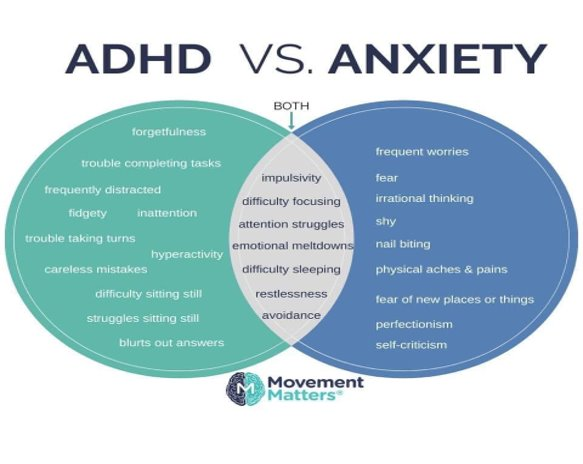 ADHD VS. ANXIETY
BOTH
forgetfulness
trouble completing tasks
frequently distracted
fidgety inattention
trouble taking turns
hyperactivity
careless mistakes
difficulty sitting still
struggles sitting still
blurts out answers
impulsivity
difficulty focusing
attention struggles
emotional meltdowns
difficulty sleeping
restlessness
avoidance
frequent worries
fear
irrational thinking
shy
nail biting
physical aches & pains
fear of new places or things
perfectionism
self-criticism
M
Movement
Matters®